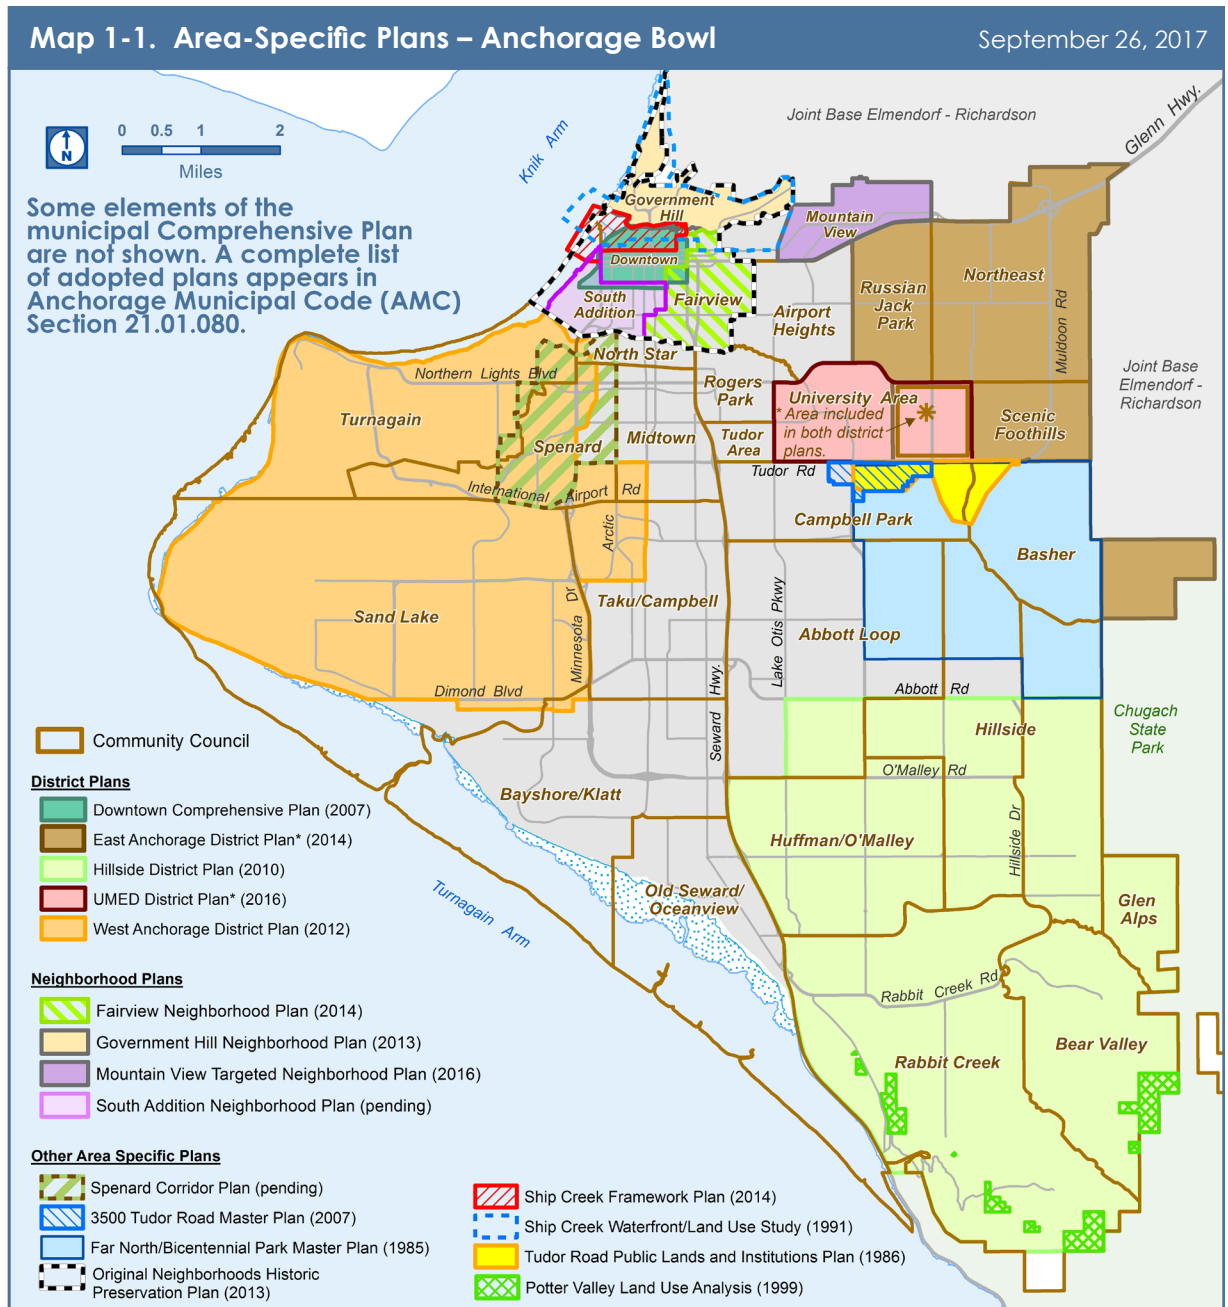 Map 1-1.  Area-Specific Plans – Anchorage Bowl
September 26, 2017
Joint Base Elmendorf - Richardson
Glenn Hwy.
0 0.5 1 2
Miles
N
Knik Arm
Some elements of the
municipal Comprehensive Plan
are not shown. A complete list
of adopted plans appears in
Anchorage Municipal Code (AMC)
Section 21.01.080.
Government
Hill
Mountain
View
Downtown
Northeast
Russian
Jack
Park
South
Addition
Fairview
Airport
Heights
Muldoon Rd
North Star
Northern Lights Blvd
Joint Base
Elmendorf -
Richardson
Rogers
Park
University Area
* Area included
in both district
plans.
Scenic
Foothills
Turnagain
Spenard
Midtown
Tudor
Area
Tudor Rd
International Airport Rd
Arctic
Campbell Park
Basher
Minnesota Dr
Taku/Campbell
Lake Otis Pkwy
Sand Lake
Abbott Loop
Seward Hwy.
Dimond Blvd
Abbott Rd
Hillside
Chugach
State
Park
O'Malley Rd
Bayshore/Klatt
Huffman/O'Malley
Hillside Dr
Old Seward/
Oceanview
Glen
Alps
Turnagain Arm
Rabbit Creek Rd
Rabbit Creek
Bear Valley
Community Council
District Plans
Downtown Comprehensive Plan (2007)
East Anchorage District Plan* (2014)
Hillside District Plan (2010)
UMED District Plan* (2016)
West Anchorage District Plan (2012)
Neighborhood Plans
Fairview Neighborhood Plan (2014)
Government Hill Neighborhood Plan (2013)
Mountain View Targeted Neighborhood Plan (2016)
South Addition Neighborhood Plan (pending)
Other Area Specific Plans
Spenard Corridor Plan (pending)
3500 Tudor Road Master Plan (2007)
Far North/Bicentennial Park Master Plan (1985)
Original Neighborhoods Historic
Preservation Plan (2013)
Ship Creek Framework Plan (2014)
Ship Creek Waterfront/Land Use Study (1991)
Tudor Road Public Lands and Institutions Plan (1986)
Potter Valley Land Use Analysis (1999)